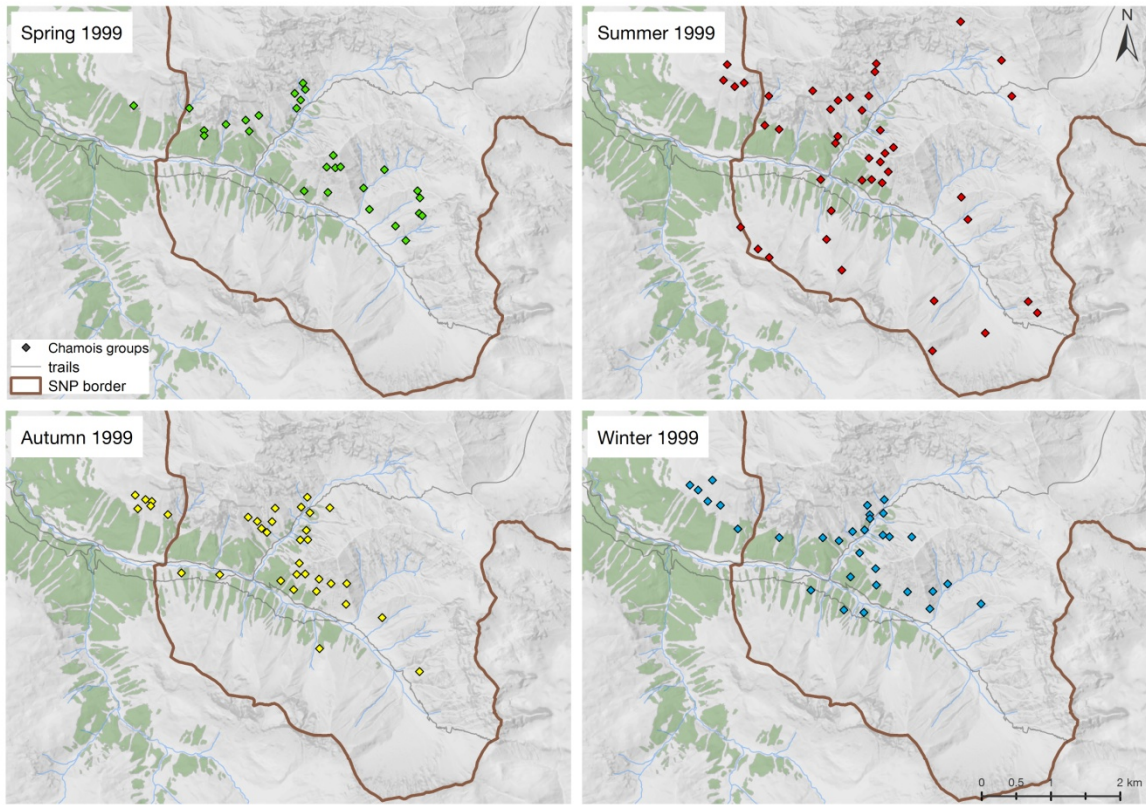 Spring 1999
Summer 1999
N
Chamois groups
trails
SNP border
Autumn 1999
Winter 1999
0 0.5 1 2 km